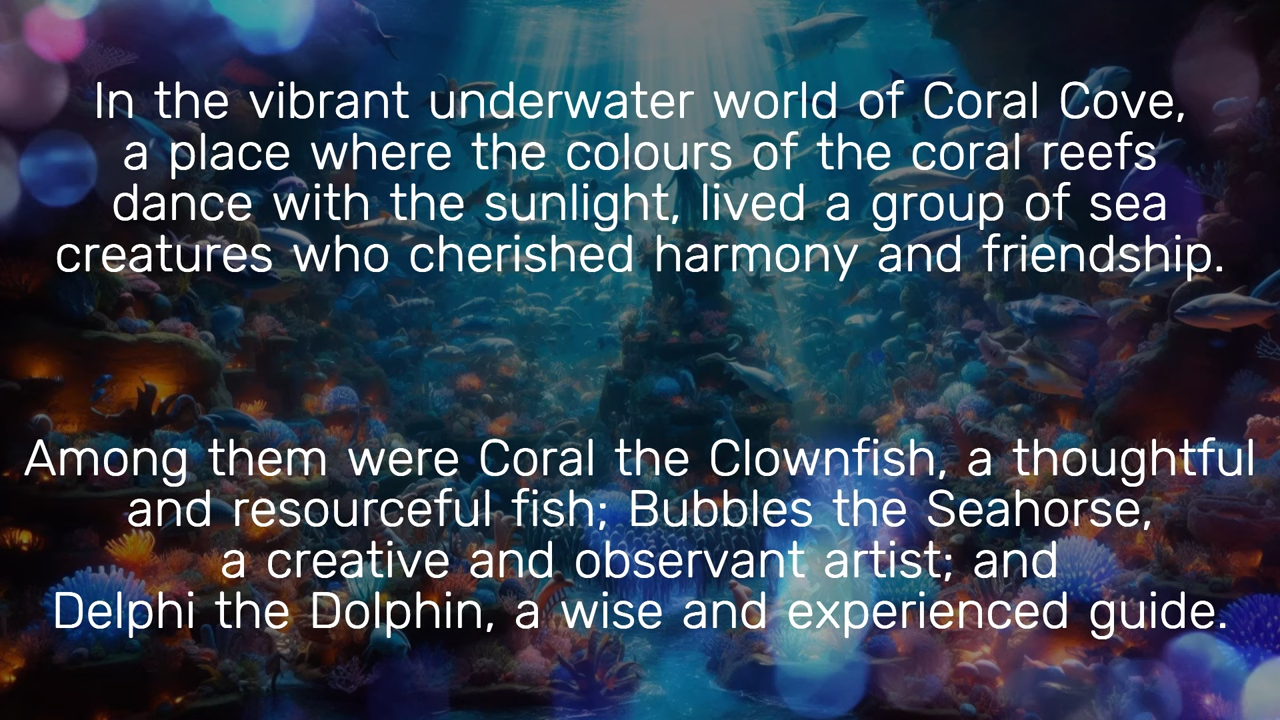 In the vibrant underwater world of Coral Cove,
a place where the colours of the coral reefs
dance with the sunlight, lived a group of sea
creatures who cherished harmony and friendship.
Among them were Coral the Clownfish, a thoughtful
and resourceful fish; Bubbles the Seahorse,
a creative and observant artist; and
Delphi the Dolphin, a wise and experienced guide.